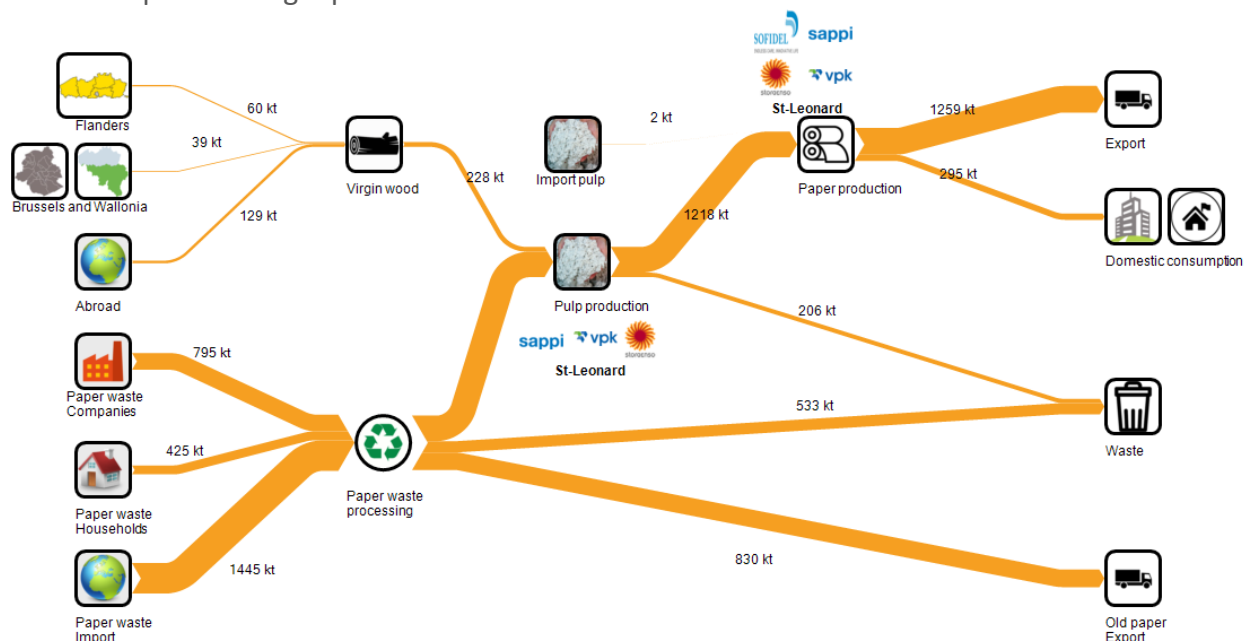 SOFIDEL
sappi
storaenso
vpk
St-Leonard
60 kt
Flanders
39 kt
Brussels and Wallonia
129 kt
Abroad
Virgin wood
228 kt
2 kt
Import pulp
1218 kt
Paper production
1259 kt
Export
295 kt
Domestic consumption
Pulp production
sappi
vpk
storaenso
St-Leonard
206 kt
795 kt
Paper waste
Companies
425 kt
Paper waste
Households
1445 kt
Paper waste
Import
Paper waste
processing
533 kt
Waste
830 kt
Old paper
Export